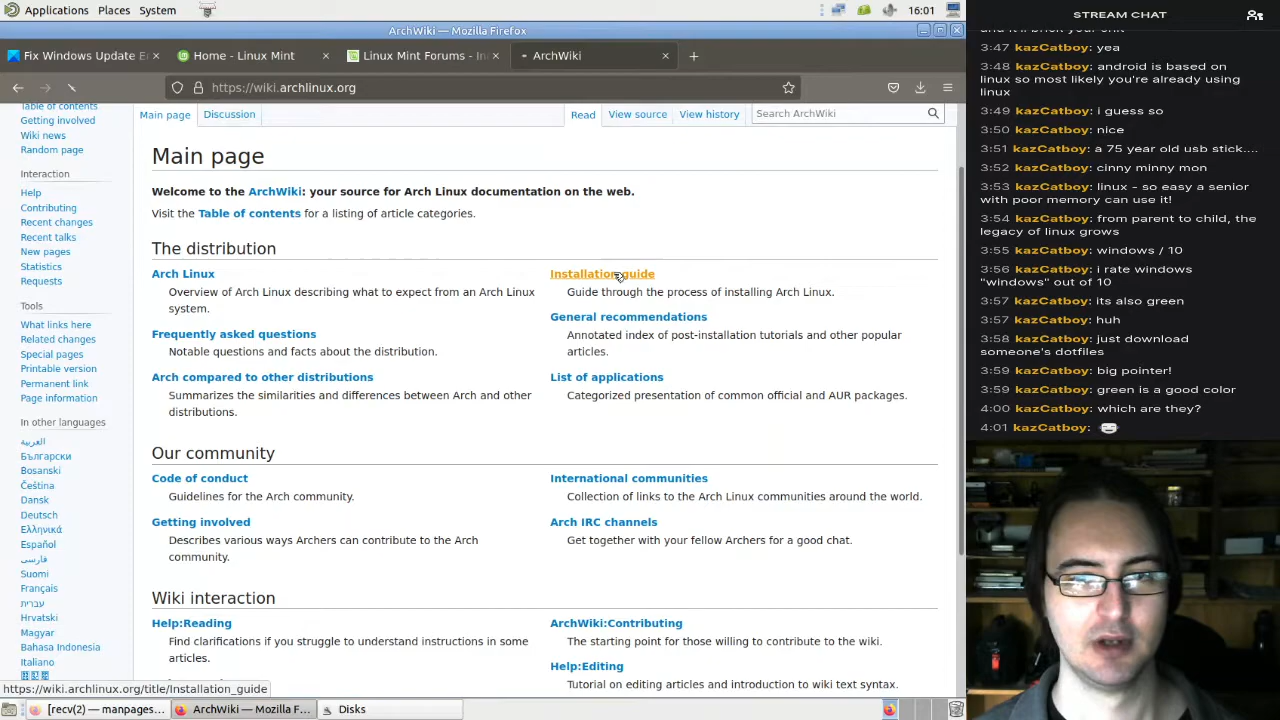 Applications Places System
16:01
ArchWiki — Mozilla Firefox
Fix Windows Update E
Home - Linux Mint
Linux Mint Forums - In
ArchWiki
https://wiki.archlinux.org
Table of contents
Getting involved
Wiki news
Random page
Interaction
Help
Contributing
Recent changes
Recent talks
New pages
Statistics
Requests
Tools
What links here
Related changes
Special pages
Printable version
Permanent link
Page information
In other languages
العربية
Български
Bosanski
Čeština
Dansk
Deutsch
Ελληνικά
Español
فارسی
Suomi
Français
עברית
Hrvatski
Magyar
Bahasa Indonesia
Italiano
Main page Discussion Read View source View history Search ArchWiki
Main page
Welcome to the ArchWiki: your source for Arch Linux documentation on the web.
Visit the Table of contents for a listing of article categories.
The distribution
Arch Linux
Overview of Arch Linux describing what to expect from an Arch Linux
system.
Frequently asked questions
Notable questions and facts about the distribution.
Arch compared to other distributions
Summarizes the similarities and differences between Arch and other
distributions.
Installation guide
Guide through the process of installing Arch Linux.
General recommendations
Annotated index of post-installation tutorials and other popular
articles.
List of applications
Categorized presentation of common official and AUR packages.
Our community
Code of conduct
Guidelines for the Arch community.
Getting involved
Describes various ways Archers can contribute to the Arch
community.
International communities
Collection of links to the Arch Linux communities around the world.
Arch IRC channels
Get together with your fellow Archers for a good chat.
Wiki interaction
Help:Reading
Find clarifications if you struggle to understand instructions in some
articles.
ArchWiki:Contributing
The starting point for those willing to contribute to the wiki.
Help:Editing
Tutorial on editing articles and introduction to wiki text syntax.
https://wiki.archlinux.org/title/Installation_guide
[recv(2) — manpages...
ArchWiki — Mozilla F...
Disks
STREAM CHAT
and it'll brick your shit
3:47 kazCatboy: yea
3:48 kazCatboy: android is based on
linux so most likely you're already using
linux
3:49 kazCatboy: i guess so
3:50 kazCatboy: nice
3:51 kazCatboy: a 75 year old usb stick....
3:52 kazCatboy: cinny minny mon
3:53 kazCatboy: linux - so easy a senior
with poor memory can use it!
3:54 kazCatboy: from parent to child, the
legacy of linux grows
3:55 kazCatboy: windows / 10
3:56 kazCatboy: i rate windows
"windows" out of 10
3:57 kazCatboy: its also green
3:57 kazCatboy: huh
3:58 kazCatboy: just download
someone's dotfiles
3:59 kazCatboy: big pointer!
3:59 kazCatboy: green is a good color
4:00 kazCatboy: which are they?
4:01 kazCatboy: